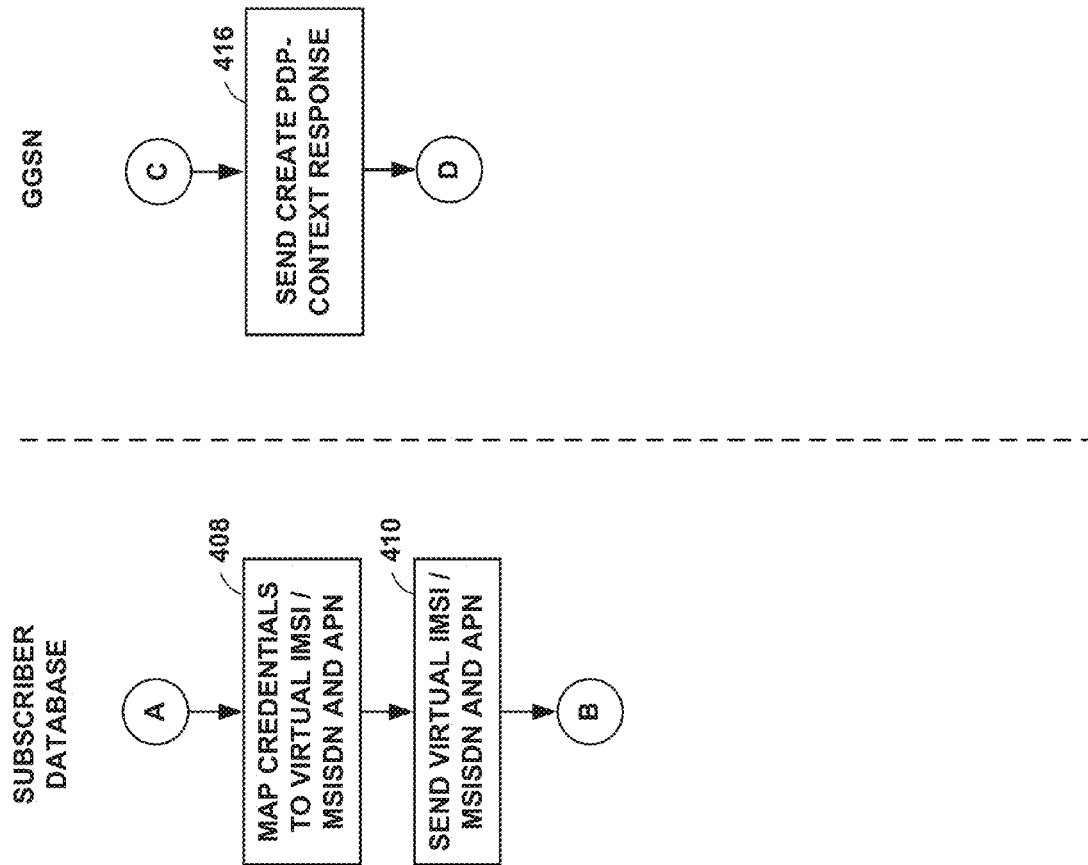 SUBSCRIBER
DATABASE
A
408
MAP CREDENTIALS
TO VIRTUAL IMSI /
MSISDN AND APN
410
SEND VIRTUAL IMSI /
MSISDN AND APN
B
GGSN
C
416
SEND CREATE PDP-
CONTEXT RESPONSE
D